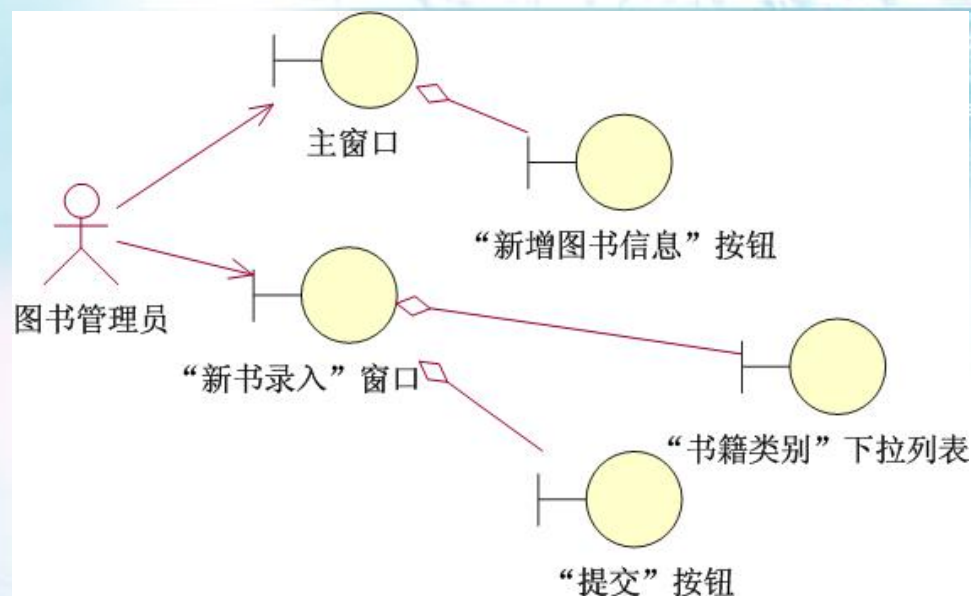 主窗口
“新增图书信息”按钮
图书管理员
“新书录入”窗口
“书籍类别”下拉列表
“提交”按钮